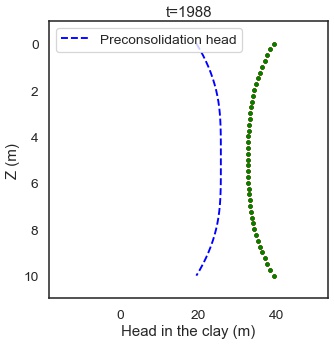 t=1988
Preconsolidation head
0
2
4
6
8
10
Z (m)
0
20
40
Head in the clay (m)